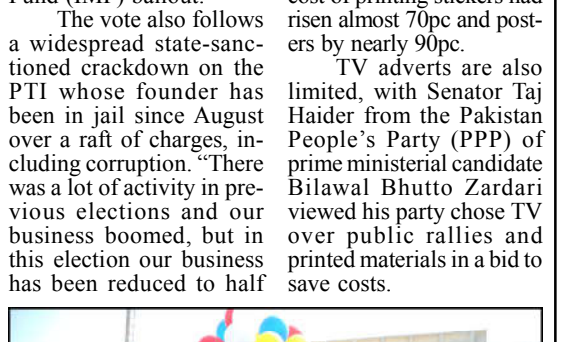 Fund (IMF) bailout.
The vote also follows
a widespread state-sanc-
tioned crackdown on the
PTI whose founder has
been in jail since August
over a raft of charges, in-
cluding corruption. “There
was a lot of activity in pre-
vious elections and our
business boomed, but in
this election our business
has been reduced to half
cost of printing stickers had
risen almost 70pc and post-
ers by nearly 90pc.
TV adverts are also
limited, with Senator Taj
Haider from the Pakistan
People’s Party (PPP) of
prime ministerial candidate
Bilawal Bhutto Zardari
viewed his party chose TV
over public rallies and
printed materials in a bid to
save costs.